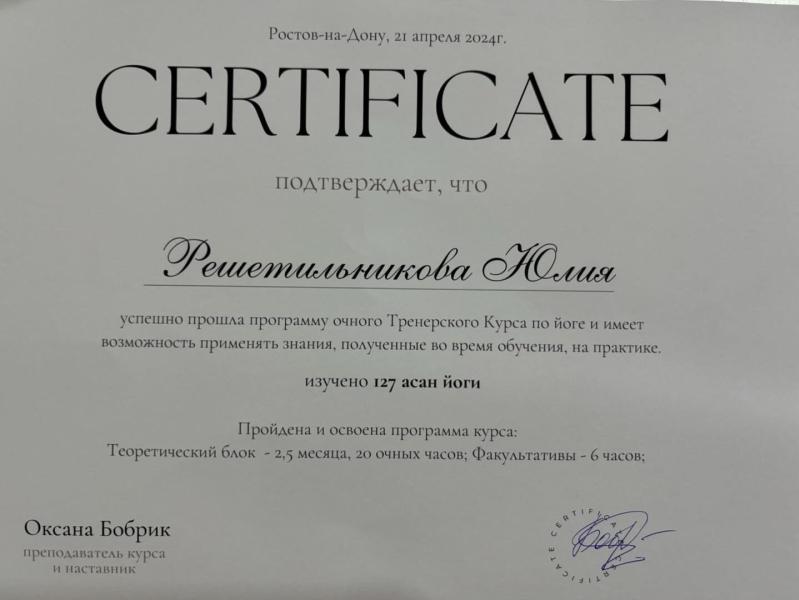 Ростов-на-Дону, 21 апреля 2024г.
CERTIFICATE
подтверждает, что
Решетильникова Юлия
успешно прошла программу очного Тренерского Курса по йоге и имеет
возможность применять знания, полученные во время обучения, на практике.
изучено 127 асан йоги
Пройдена и освоена программа курса:
Теоретический блок - 2,5 месяца, 20 очных часов; Факультативы - 6 часов;
Оксана Бобрик
преподаватель курса
и наставник
CERTIFICATE CERTIFICATE